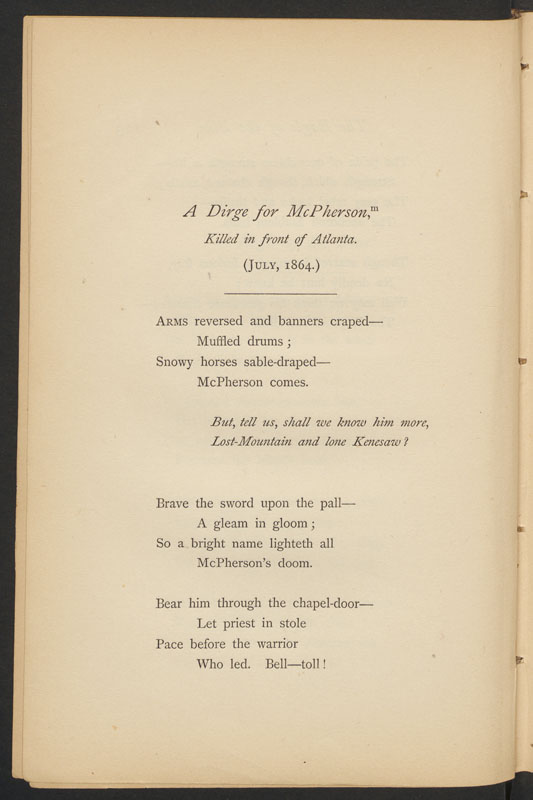 A Dirge for McPherson,ᵐ
Killed in front of Atlanta.
(JULY, 1864.)
ARMS reversed and banners craped—
Muffled drums ;
Snowy horses sable-draped—
McPherson comes.
But, tell us, shall we know him more,
Lost-Mountain and lone Kenesaw ?
Brave the sword upon the pall—
A gleam in gloom ;
So a bright name lighteth all
McPherson's doom.
Bear him through the chapel-door—
Let priest in stole
Pace before the warrior
Who led. Bell—toll !